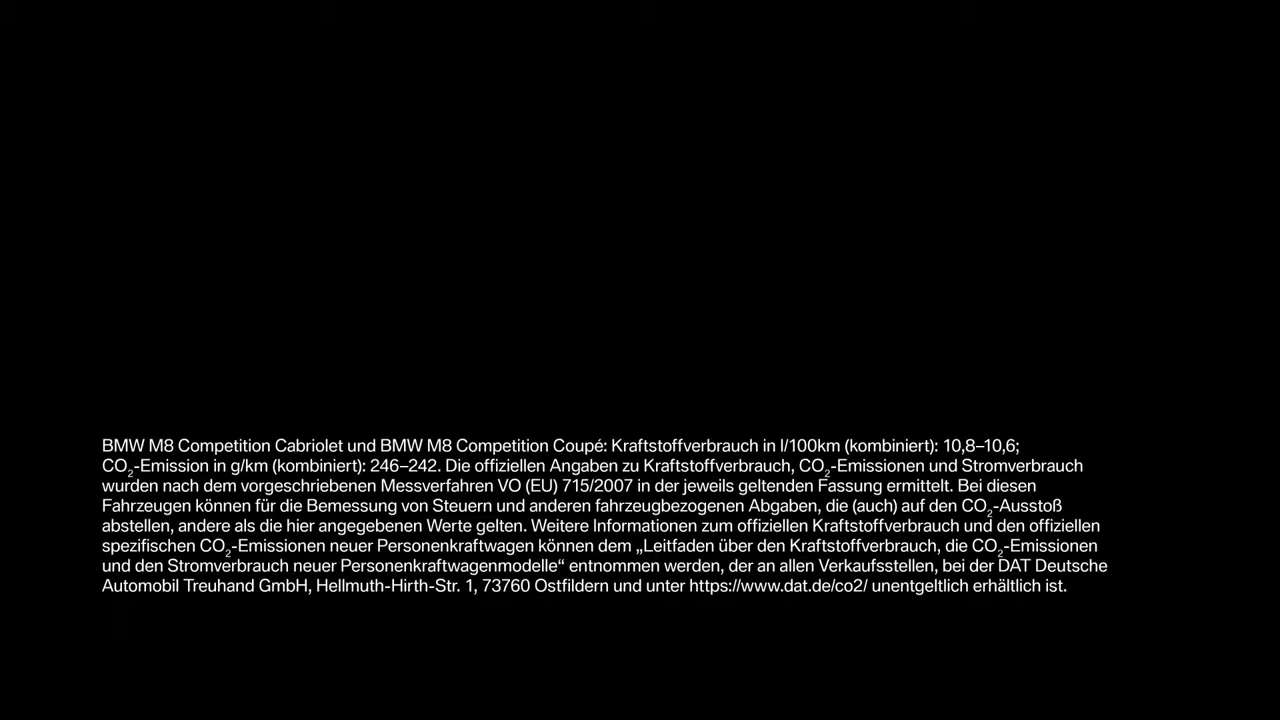 BMW M8 Competition Cabriolet und BMW M8 Competition Coupé: Kraftstoffverbrauch in l/100km (kombiniert): 10,8–10,6;
CO₂-Emission in g/km (kombiniert): 246–242. Die offiziellen Angaben zu Kraftstoffverbrauch, CO₂-Emissionen und Stromverbrauch
wurden nach dem vorgeschriebenen Messverfahren VO (EU) 715/2007 in der jeweils geltenden Fassung ermittelt. Bei diesen
Fahrzeugen können für die Bemessung von Steuern und anderen fahrzeugbezogenen Abgaben, die (auch) auf den CO₂-Ausstoß
abstellen, andere als die hier angegebenen Werte gelten. Weitere Informationen zum offiziellen Kraftstoffverbrauch und den offiziellen
spezifischen CO₂-Emissionen neuer Personenkraftwagen können dem „Leitfaden über den Kraftstoffverbrauch, die CO₂-Emissionen
und den Stromverbrauch neuer Personenkraftwagenmodelle“ entnommen werden, der an allen Verkaufsstellen, bei der DAT Deutsche
Automobil Treuhand GmbH, Hellmuth-Hirth-Str. 1, 73760 Ostfildern und unter https://www.dat.de/co2/ unentgeltlich erhältlich ist.